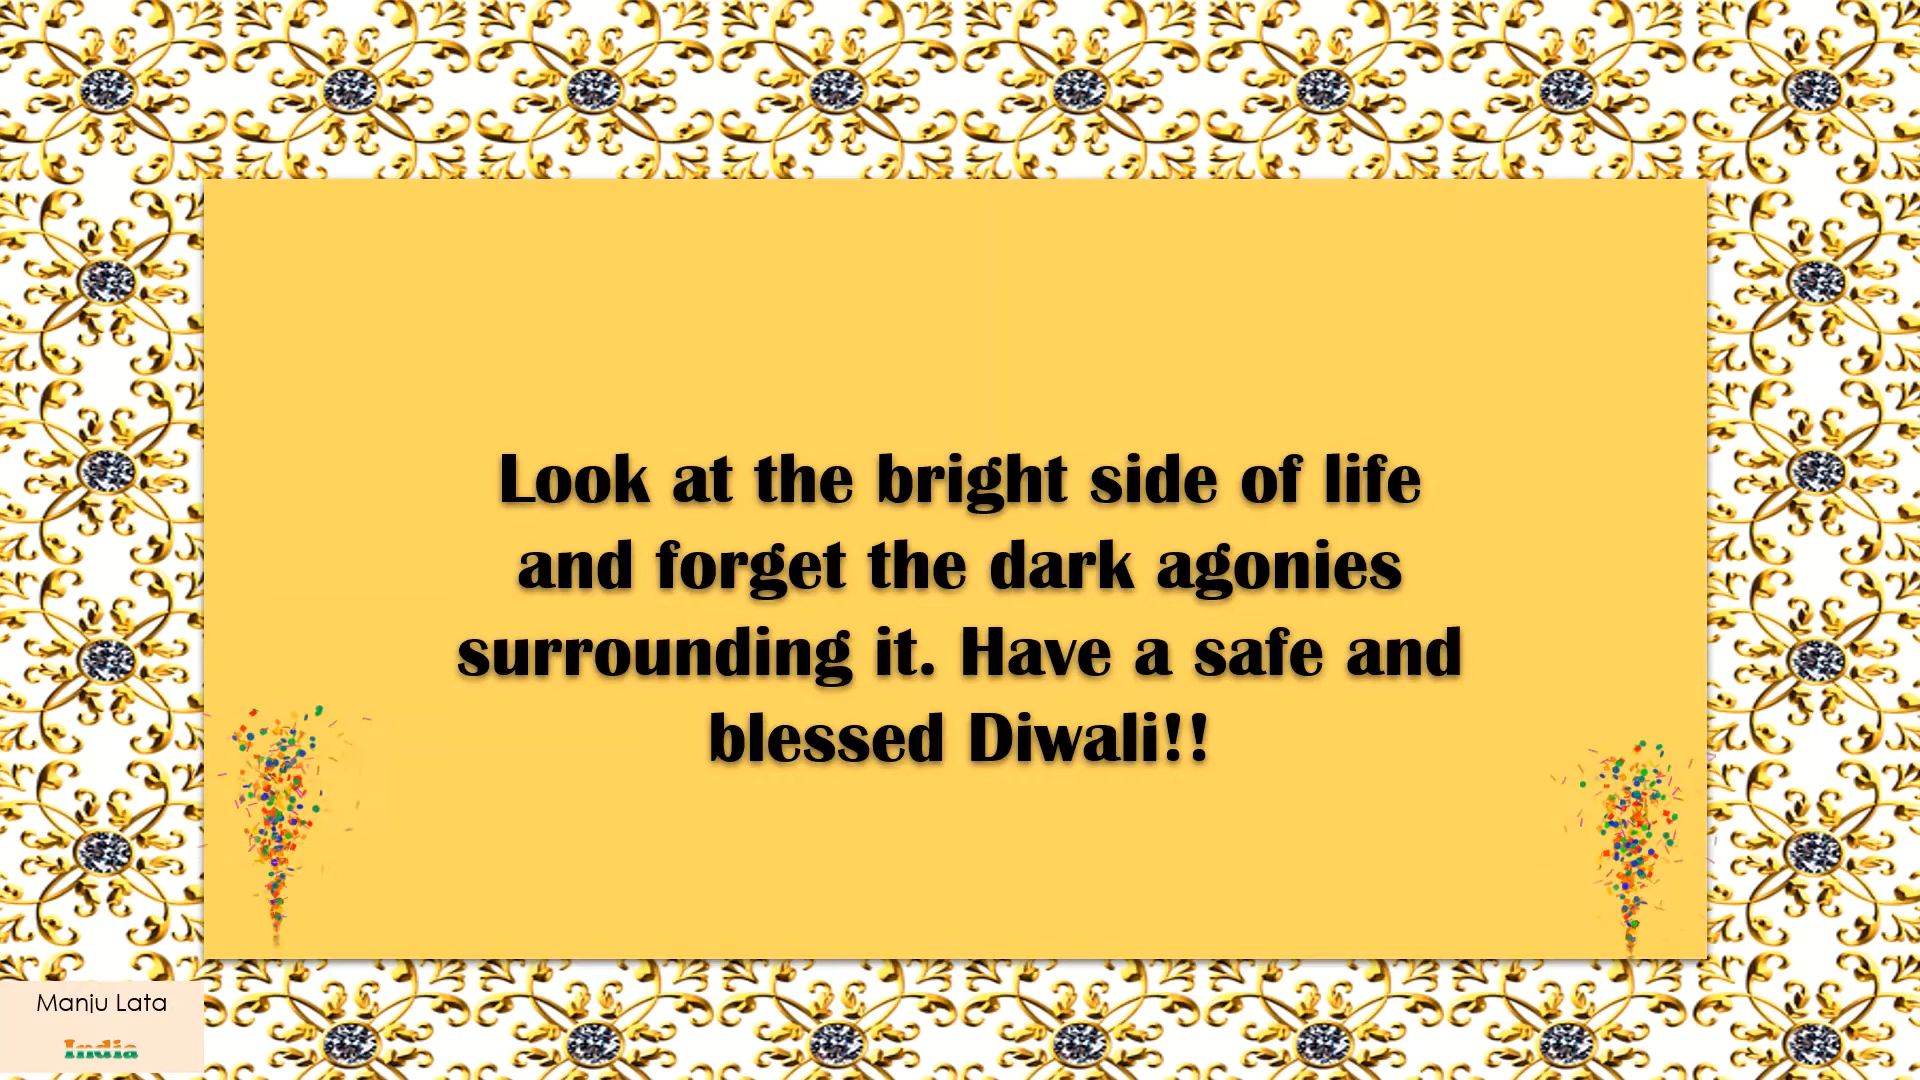 Look at the bright side of life
and forget the dark agonies
surrounding it. Have a safe and
blessed Diwali!!
Manju Lata
India